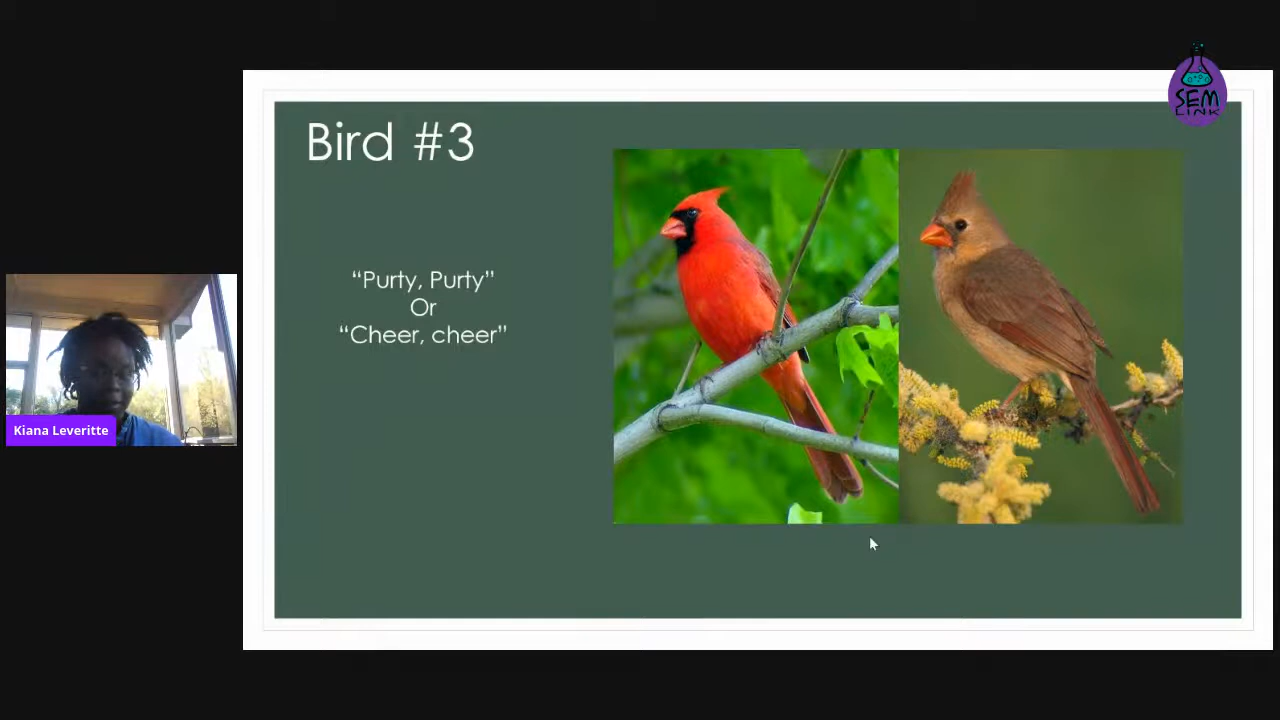 Bird #3
“Purty, Purty”
Or
“Cheer, cheer”
Kiana Leveritte
SEM
LINK